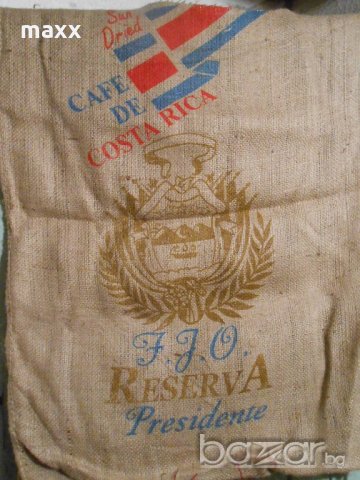 maxx
Sun
Dried
CAFE
DE
COSTA RICA
F.J.O.
RESERVA
Presidente
bazar.bg